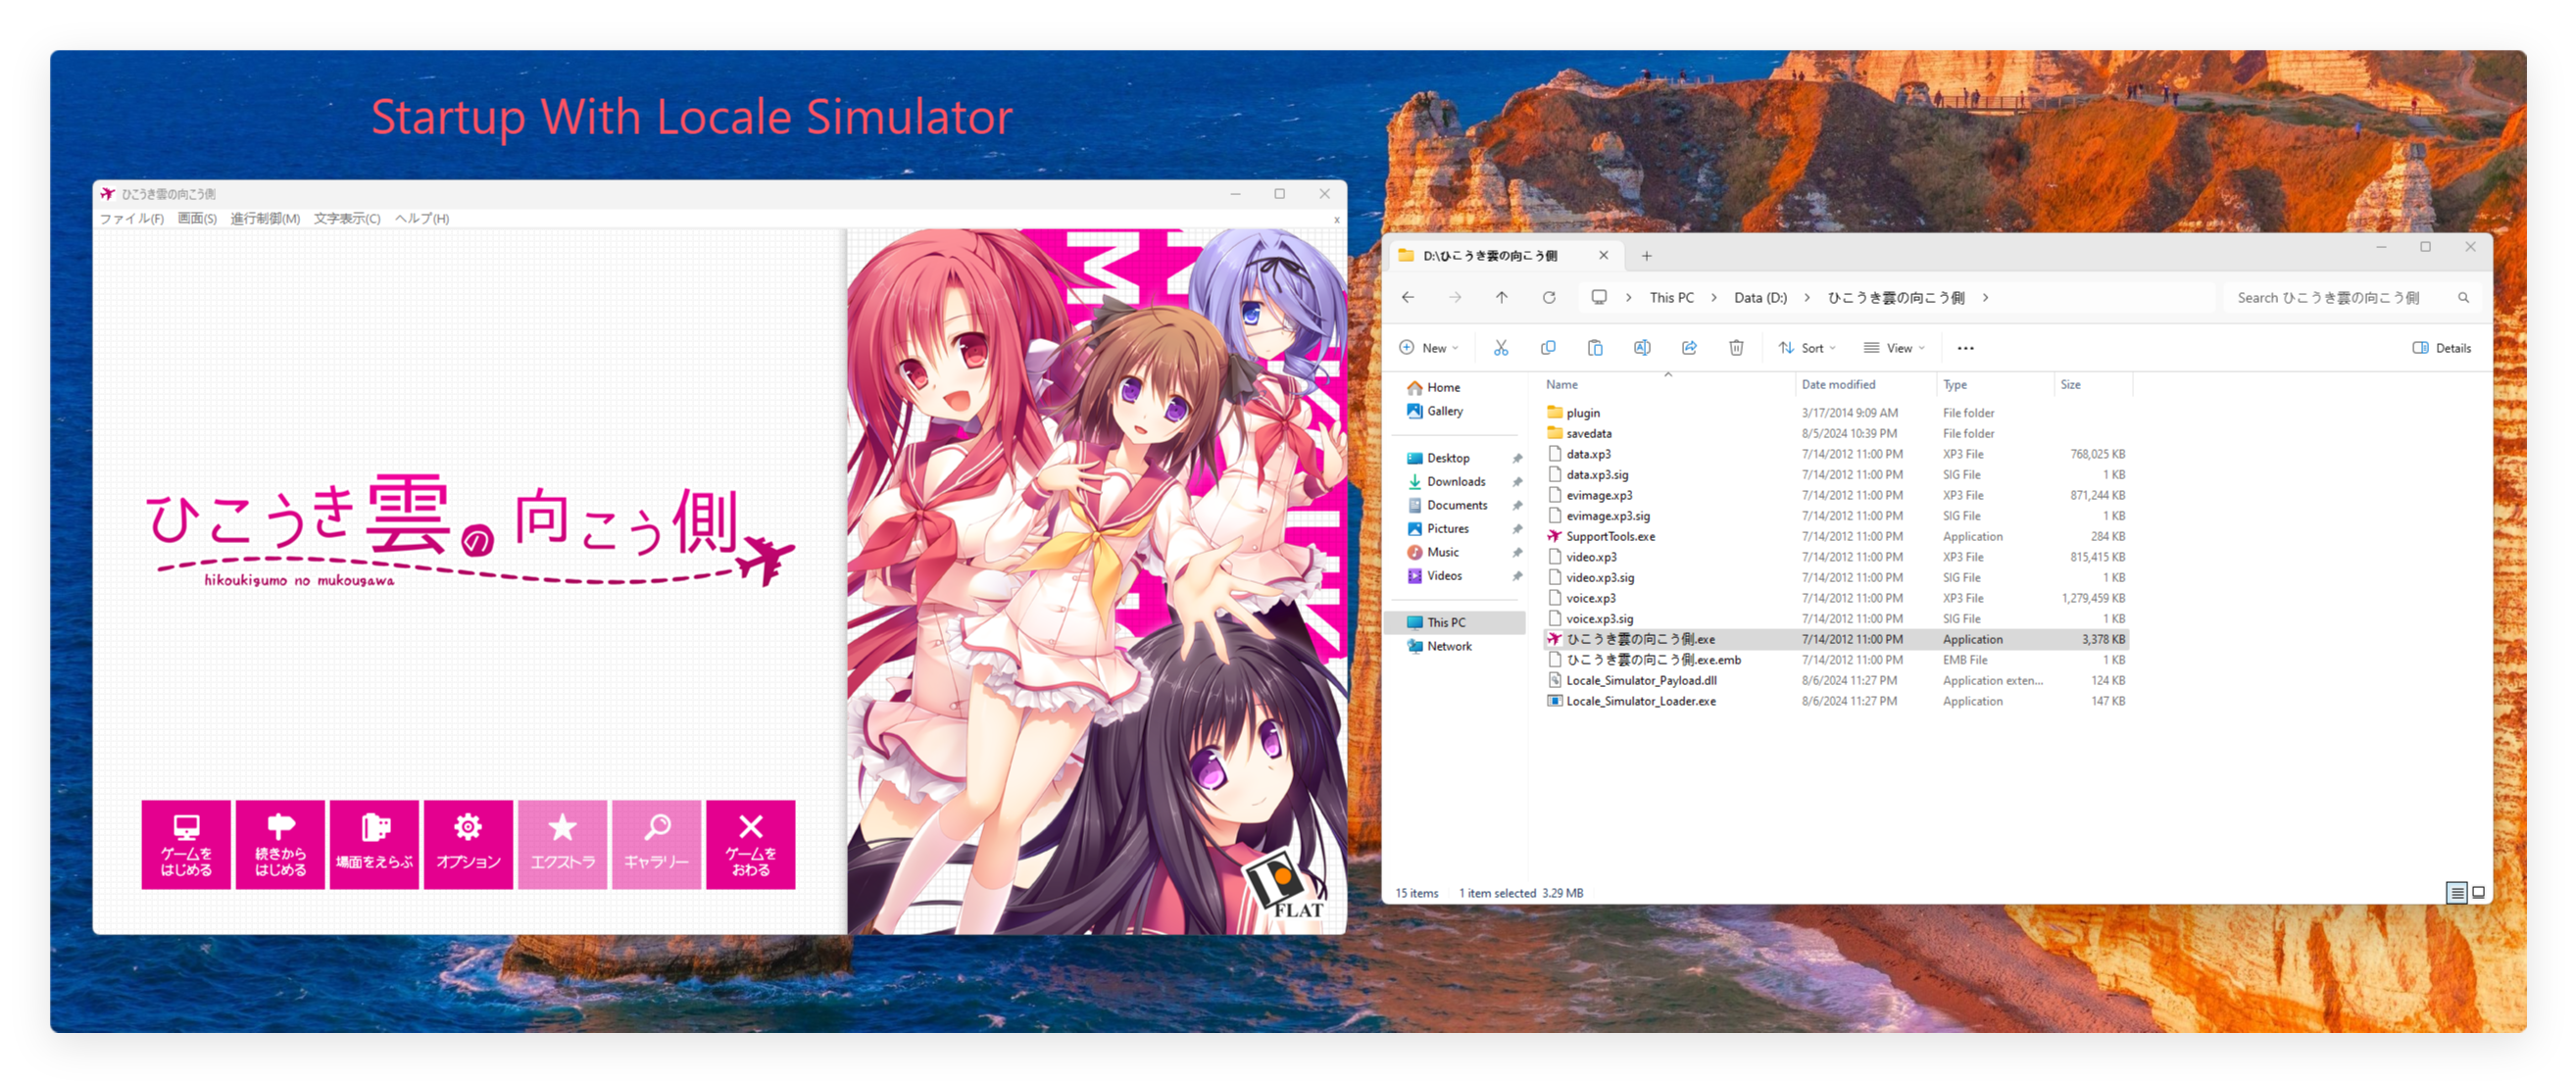 Startup With Locale Simulator
ひこうき雲の向こう側
ファイル(F) 画面(S) 進行制御(M) 文字表示(C) ヘルプ(H)
x
ひこうき雲の向こう側
hikoukigumo no mukougawa
ゲームを
はじめる
続きから
はじめる
場面をえらぶ
オプション
エクストラ
ギャラリー
ゲームを
おわる
FLAT
D:\ひこうき雲の向こう側
This PC > Data (D:) > ひこうき雲の向こう側 >
Search ひこうき雲の向こう側
New Sort View ... Details
Home
Gallery
Desktop
Downloads
Documents
Pictures
Music
Videos
This PC
Network
Name Date modified Type Size
plugin 3/17/2014 9:09 AM File folder
savedata 8/5/2024 10:39 PM File folder
data.xp3 7/14/2012 11:00 PM XP3 File 768,025 KB
data.xp3.sig 7/14/2012 11:00 PM SIG File 1 KB
evimage.xp3 7/14/2012 11:00 PM XP3 File 871,244 KB
evimage.xp3.sig 7/14/2012 11:00 PM SIG File 1 KB
SupportTools.exe 7/14/2012 11:00 PM Application 284 KB
video.xp3 7/14/2012 11:00 PM XP3 File 815,415 KB
video.xp3.sig 7/14/2012 11:00 PM SIG File 1 KB
voice.xp3 7/14/2012 11:00 PM XP3 File 1,279,459 KB
voice.xp3.sig 7/14/2012 11:00 PM SIG File 1 KB
ひこうき雲の向こう側.exe 7/14/2012 11:00 PM Application 3,378 KB
ひこうき雲の向こう側.exe.emb 7/14/2012 11:00 PM EMB File 1 KB
Locale_Simulator_Payload.dll 8/6/2024 11:27 PM Application exten... 124 KB
Locale_Simulator_Loader.exe 8/6/2024 11:27 PM Application 147 KB
15 items 1 item selected 3.29 MB